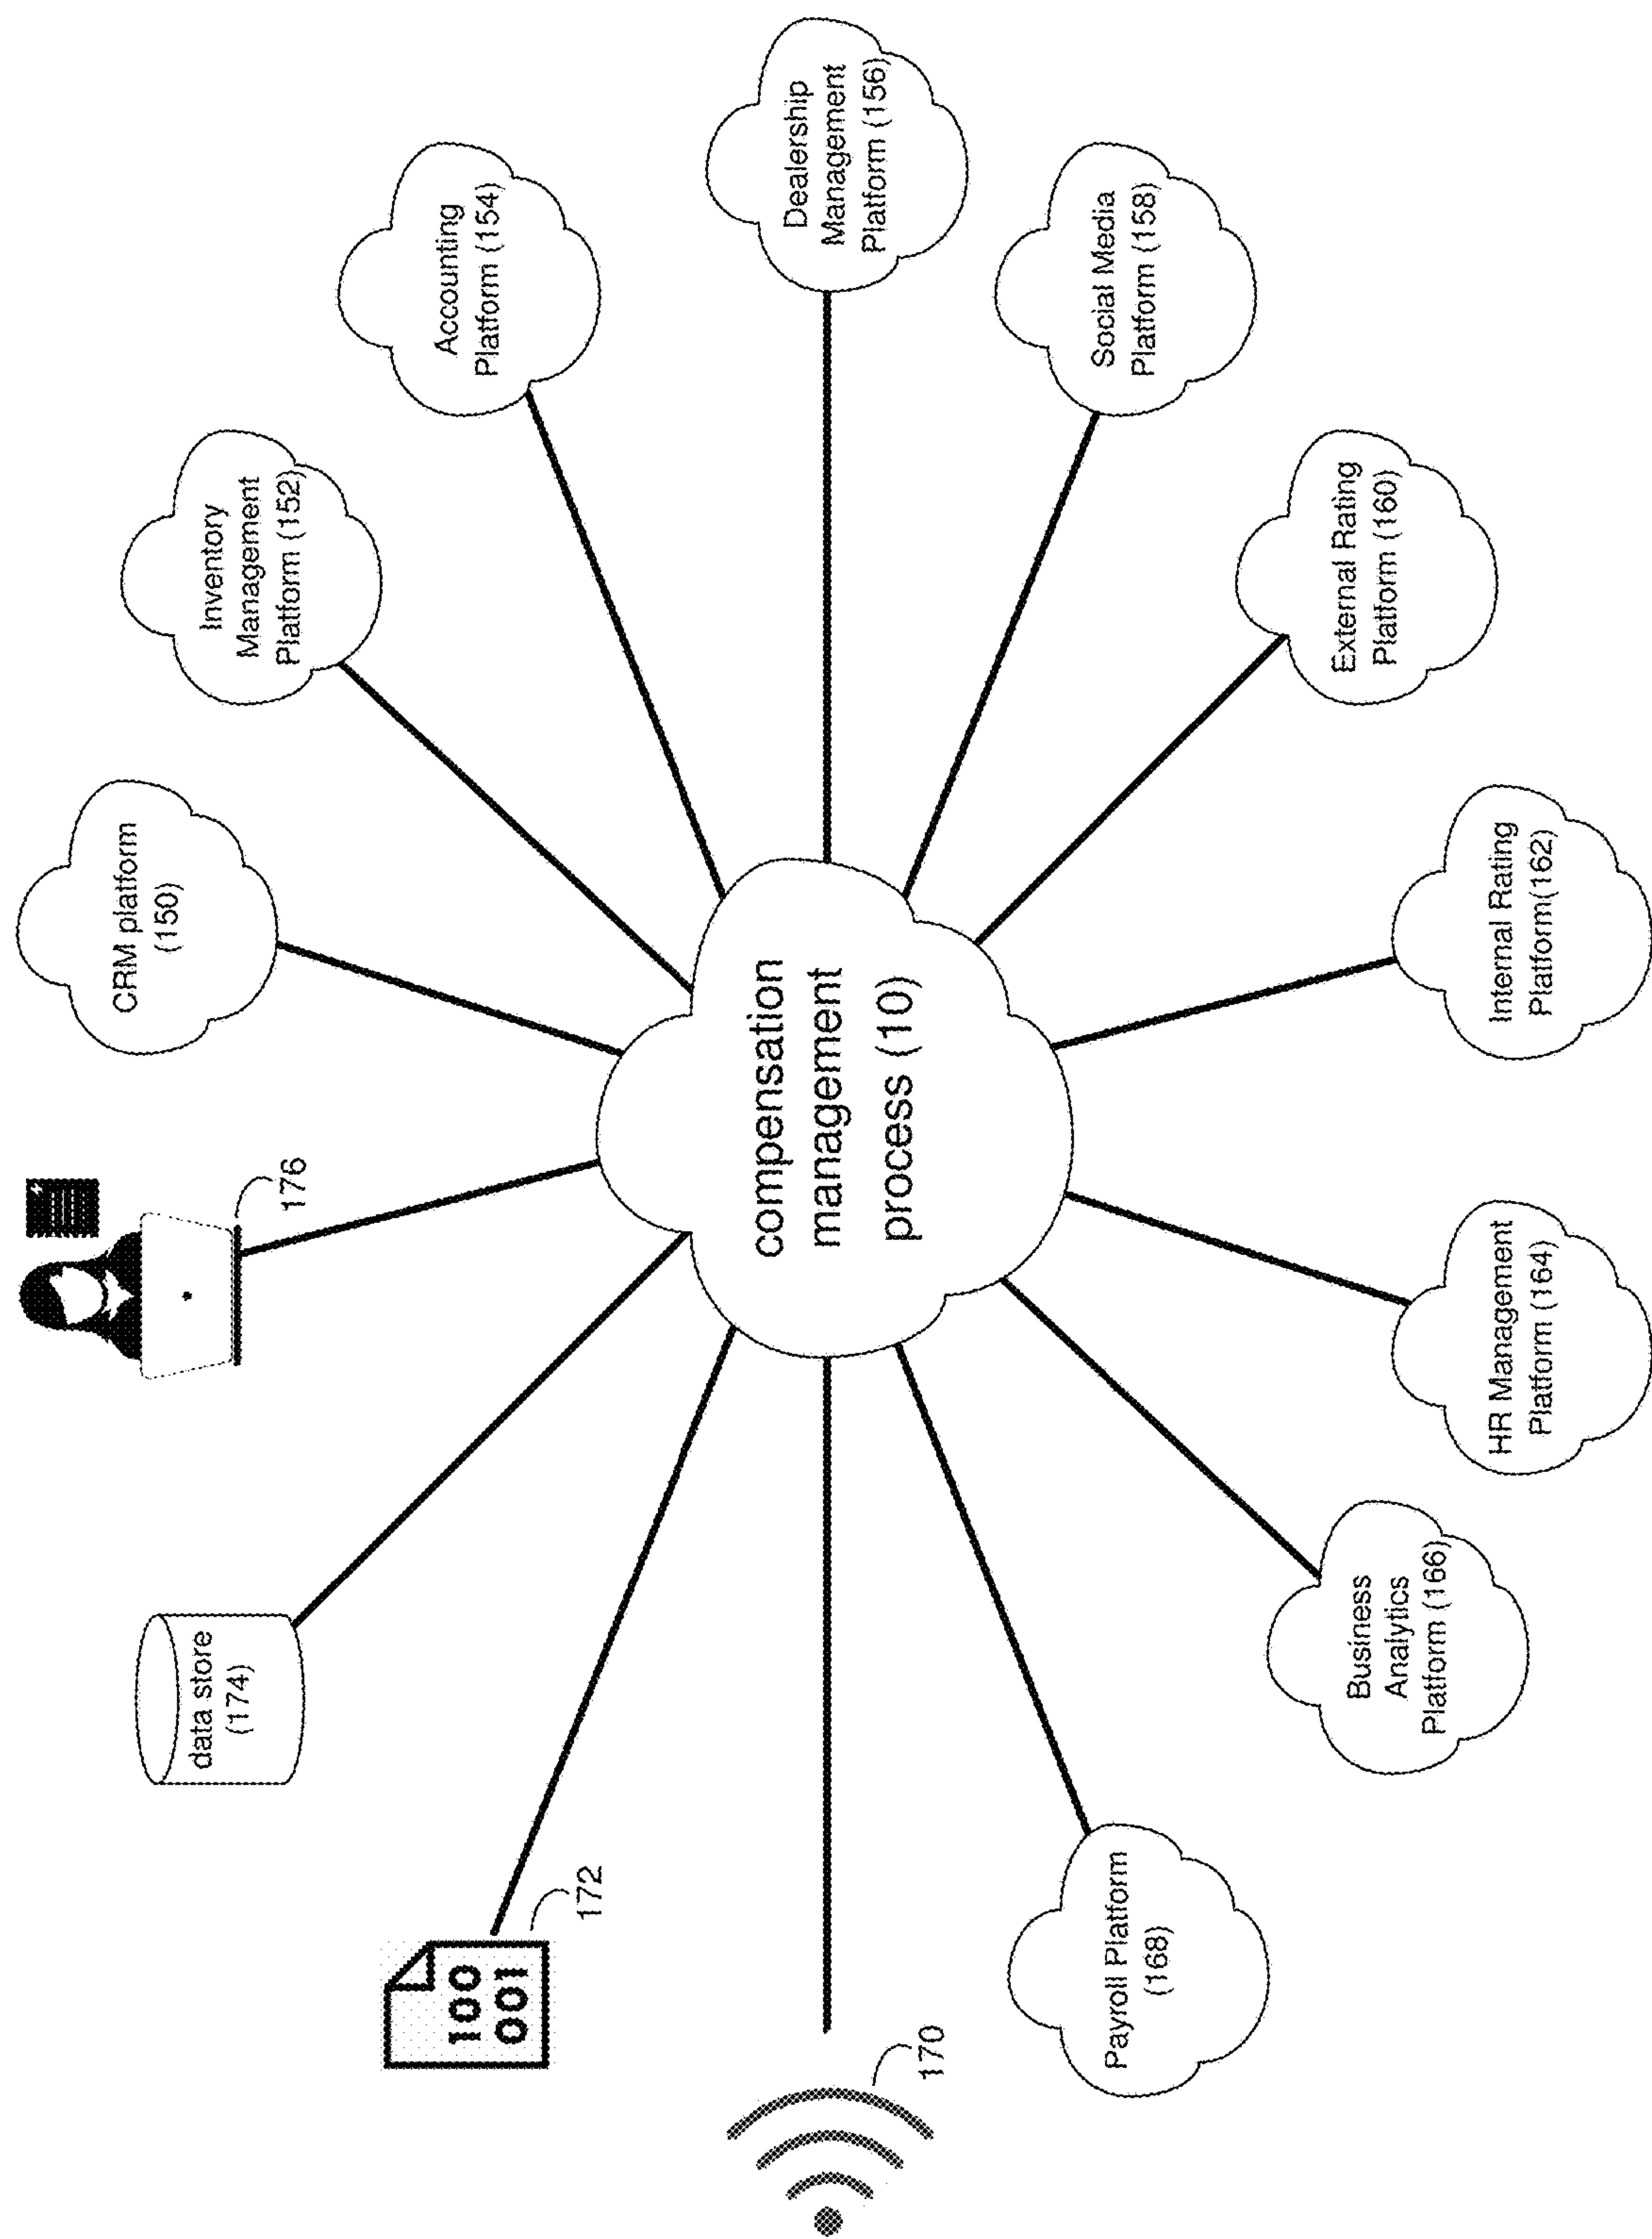 CRM platform
(150)
Inventory
Management
Platform (152)
Accounting
Platform (154)
Dealership
Management
Platform (156)
Social Media
Platform (158)
External Rating
Platform (160)
Internal Rating
Platform(162)
HR Management
Platform (164)
Business
Analytics
Platform (166)
Payroll Platform
(168)
170
100
001
172
data store
(174)
176
compensation
management
process (10)